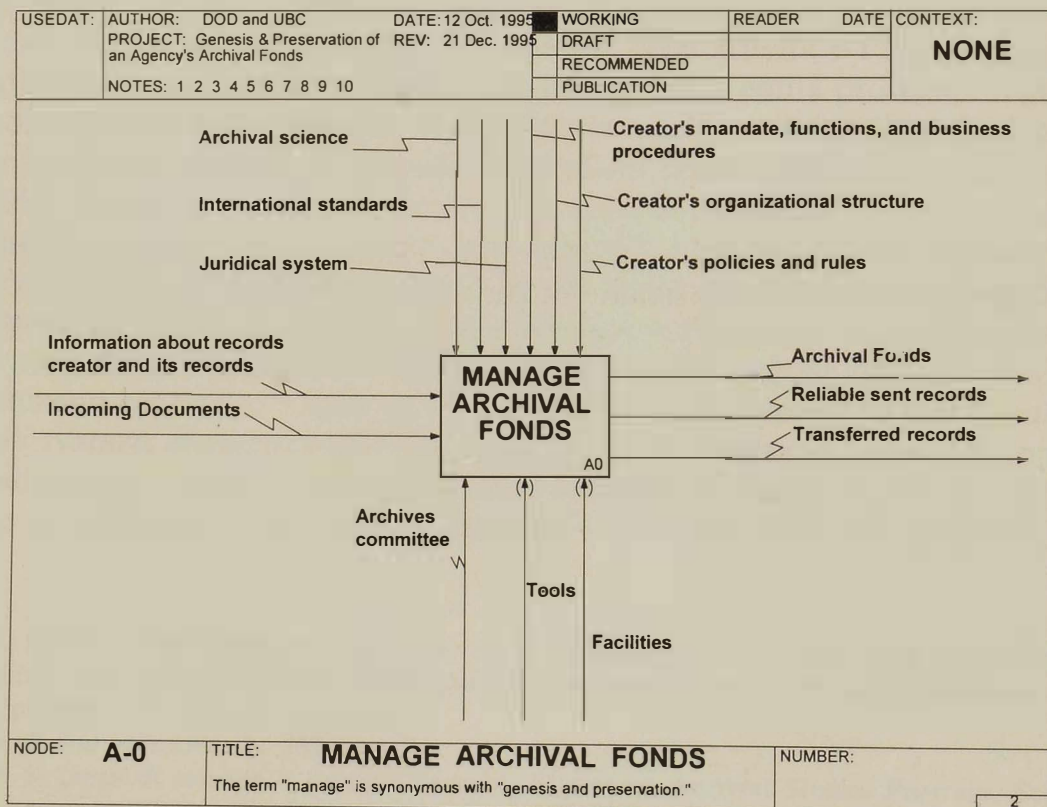 USEDAT: AUTHOR: DOD and UBC DATE: 12 Oct. 1995 WORKING READER DATE CONTEXT:
PROJECT: Genesis & Preservation of REV: 21 Dec. 1995 DRAFT
an Agency's Archival Fonds
NONE
RECOMMENDED
NOTES: 1 2 3 4 5 6 7 8 9 10 PUBLICATION
Archival science
Creator's mandate, functions, and business
procedures
International standards
Creator's organizational structure
Juridical system
Creator's policies and rules
Information about records
creator and its records
Incoming Documents
MANAGE
ARCHIVAL
FONDS
A0
Archival Fonds
Reliable sent records
Transferred records
( ) ( )
Archives
committee
Tools
Facilities
NODE: A-0 TITLE: MANAGE ARCHIVAL FONDS NUMBER:
The term "manage" is synonymous with "genesis and preservation."
2